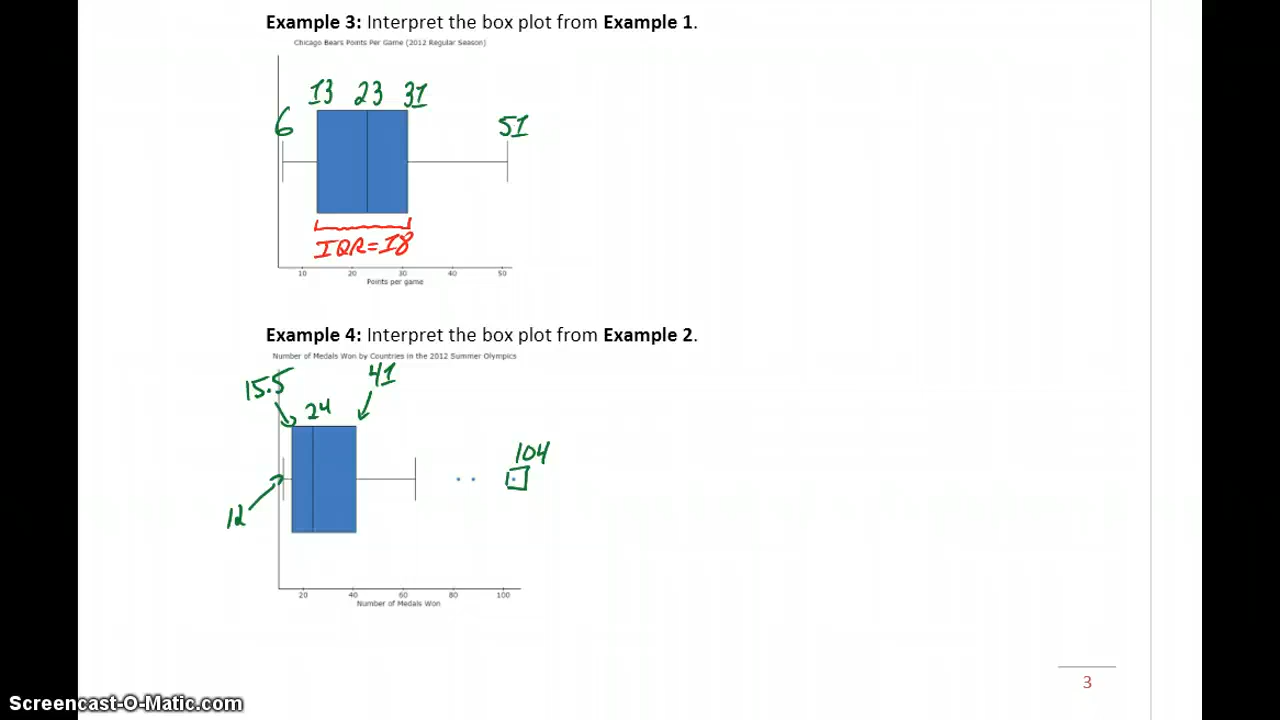 Example 3: Interpret the box plot from Example 1.
Chicago Bears Points Per Game (2012 Regular Season)
13 23 31
6 51
IQR=18
10 20 30 40 50
Points per game
Example 4: Interpret the box plot from Example 2.
Number of Medals Won by Countries in the 2012 Summer Olympics
15.5 41
24
104
12
20 40 60 80 100
Number of Medals Won
3
Screencast-O-Matic.com